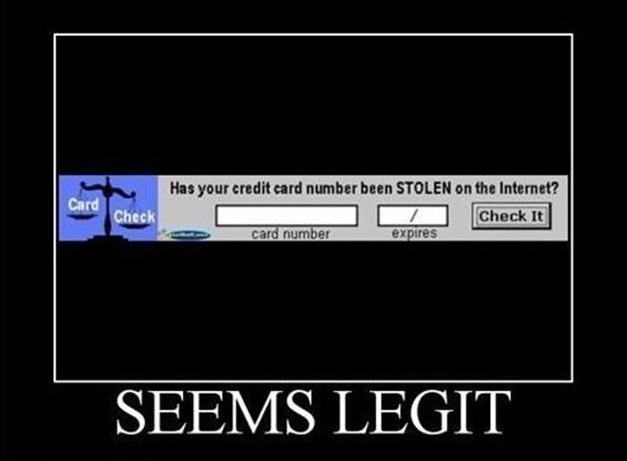 Card
Check
Has your credit card number been STOLEN on the Internet?
/
Check It
card number
expires
SEEMS LEGIT